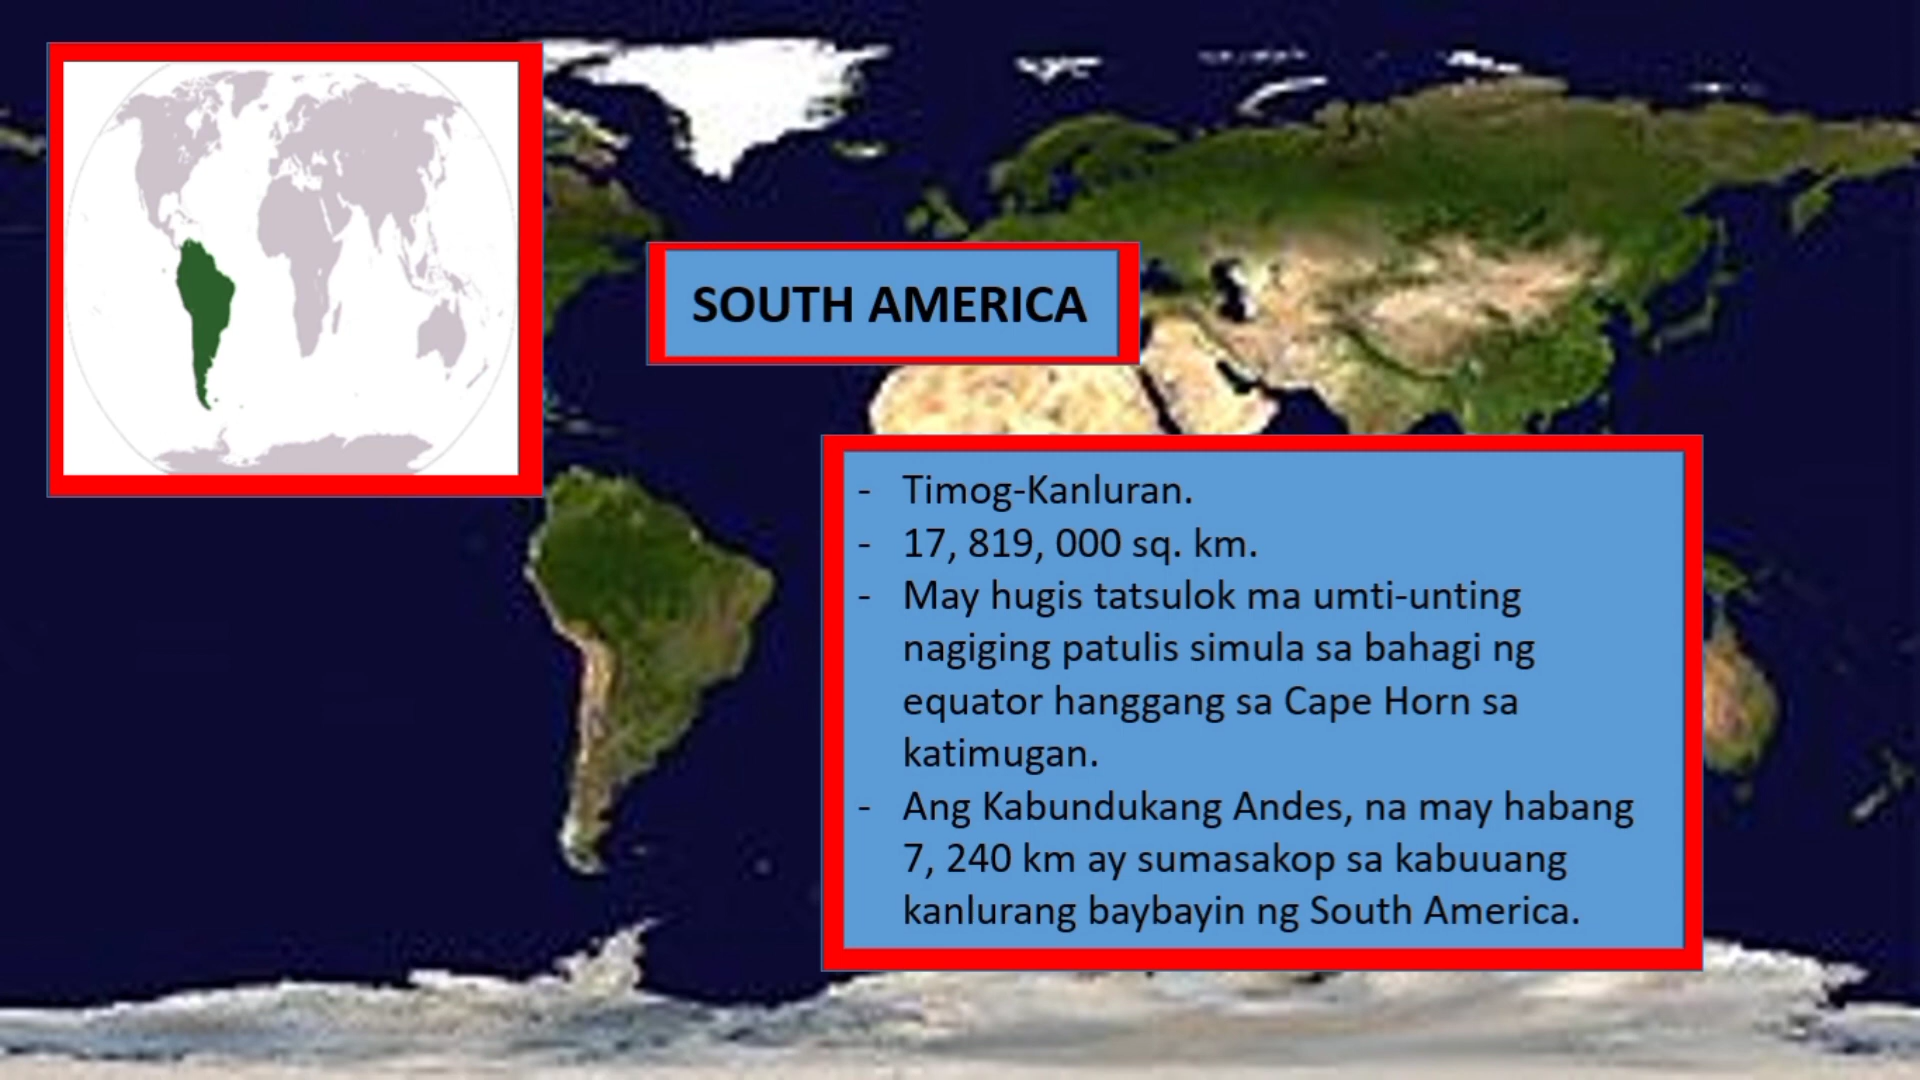 SOUTH AMERICA
- Timog-Kanluran.
- 17, 819, 000 sq. km.
- May hugis tatsulok ma umti-unting
nagiging patulis simula sa bahagi ng
equator hanggang sa Cape Horn sa
katimugan.
- Ang Kabundukang Andes, na may habang
7, 240 km ay sumasakop sa kabuuang
kanlurang baybayin ng South America.